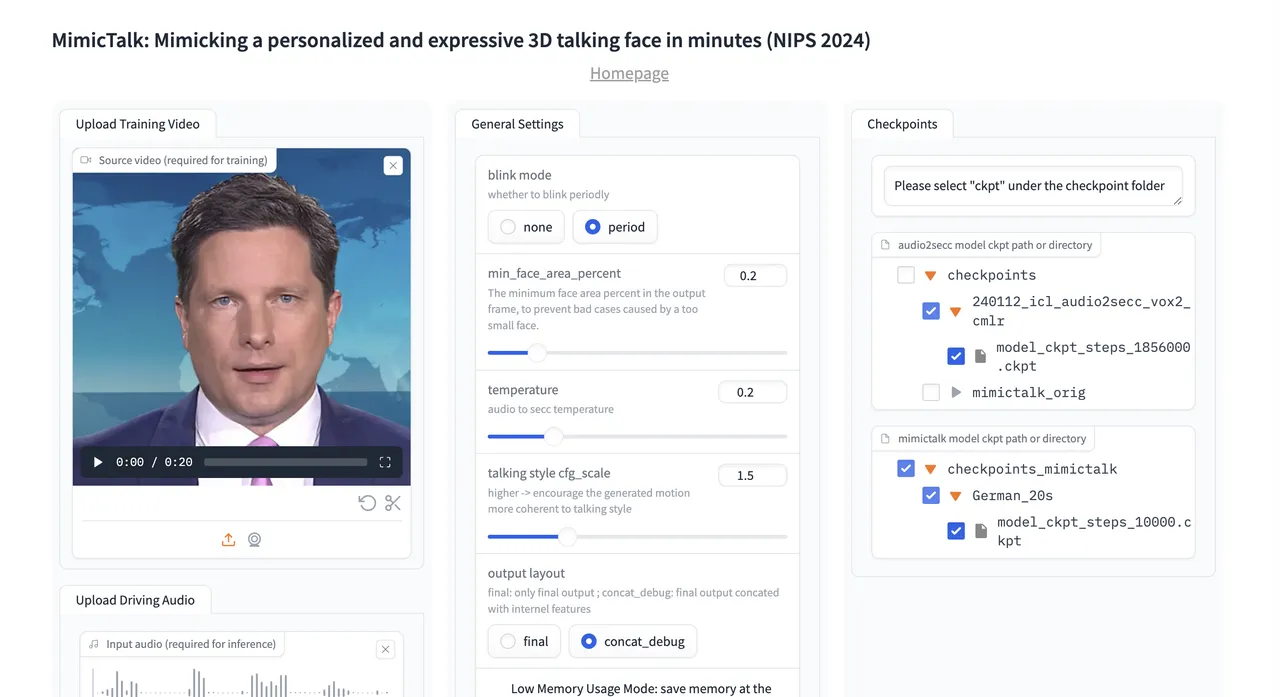 MimicTalk: Mimicking a personalized and expressive 3D talking face in minutes (NIPS 2024)
Homepage
Upload Training Video
Source video (required for training)
0:00 / 0:20
Upload Driving Audio
Input audio (required for inference)
General Settings
blink mode
whether to blink periodly
none
period
min_face_area_percent
0.2
The minimum face area percent in the output
frame, to prevent bad cases caused by a too
small face.
temperature
0.2
audio to secc temperature
talking style cfg_scale
1.5
higher -> encourage the generated motion
more coherent to talking style
output layout
final: only final output ; concat_debug: final output concated
with internel features
final
concat_debug
Low Memory Usage Mode: save memory at the
Checkpoints
Please select "ckpt" under the checkpoint folder
audio2secc model ckpt path or directory
checkpoints
240112_icl_audio2secc_vox2_
cmlr
model_ckpt_steps_1856000
.ckpt
mimictalk_orig
mimictalk model ckpt path or directory
checkpoints_mimictalk
German_20s
model_ckpt_steps_10000.c
kpt